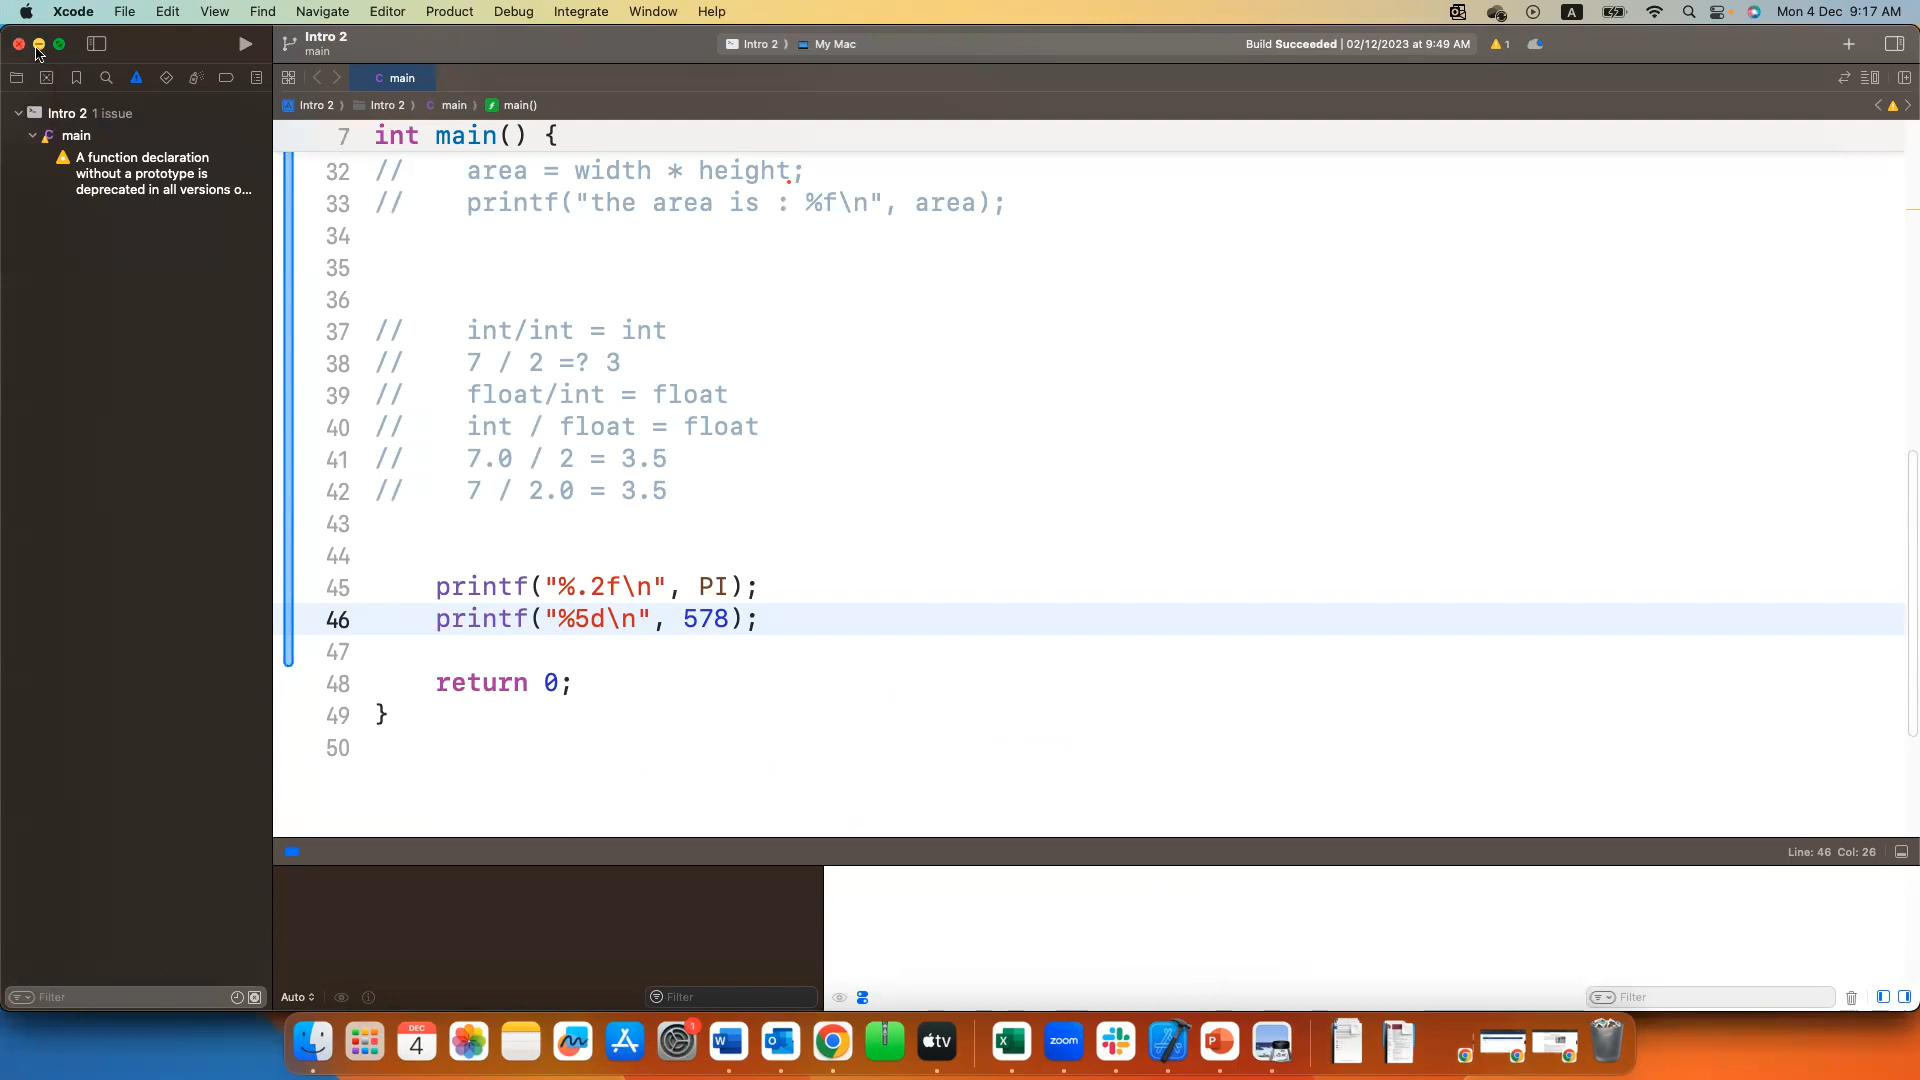 Xcode File Edit View Find Navigate Editor Product Debug Integrate Window Help A Mon 4 Dec 9:17 AM
Intro 2
main
Intro 2 My Mac Build Succeeded | 02/12/2023 at 9:49 AM 1
C main
Intro 2 Intro 2 C main main()
Intro 2 1 issue
main
A function declaration
without a prototype is
deprecated in all versions o...
7 int main() {
32 // area = width * height;
33 // printf("the area is : %f\n", area);
34
35
36
37 // int/int = int
38 // 7 / 2 =? 3
39 // float/int = float
40 // int / float = float
41 // 7.0 / 2 = 3.5
42 // 7 / 2.0 = 3.5
43
44
45 printf("%.2f\n", PI);
46 printf("%5d\n", 578);
47
48 return 0;
49 }
50
Line: 46 Col: 26
Filter Auto Filter Filter
DEC
4
1
W
tv
zoom